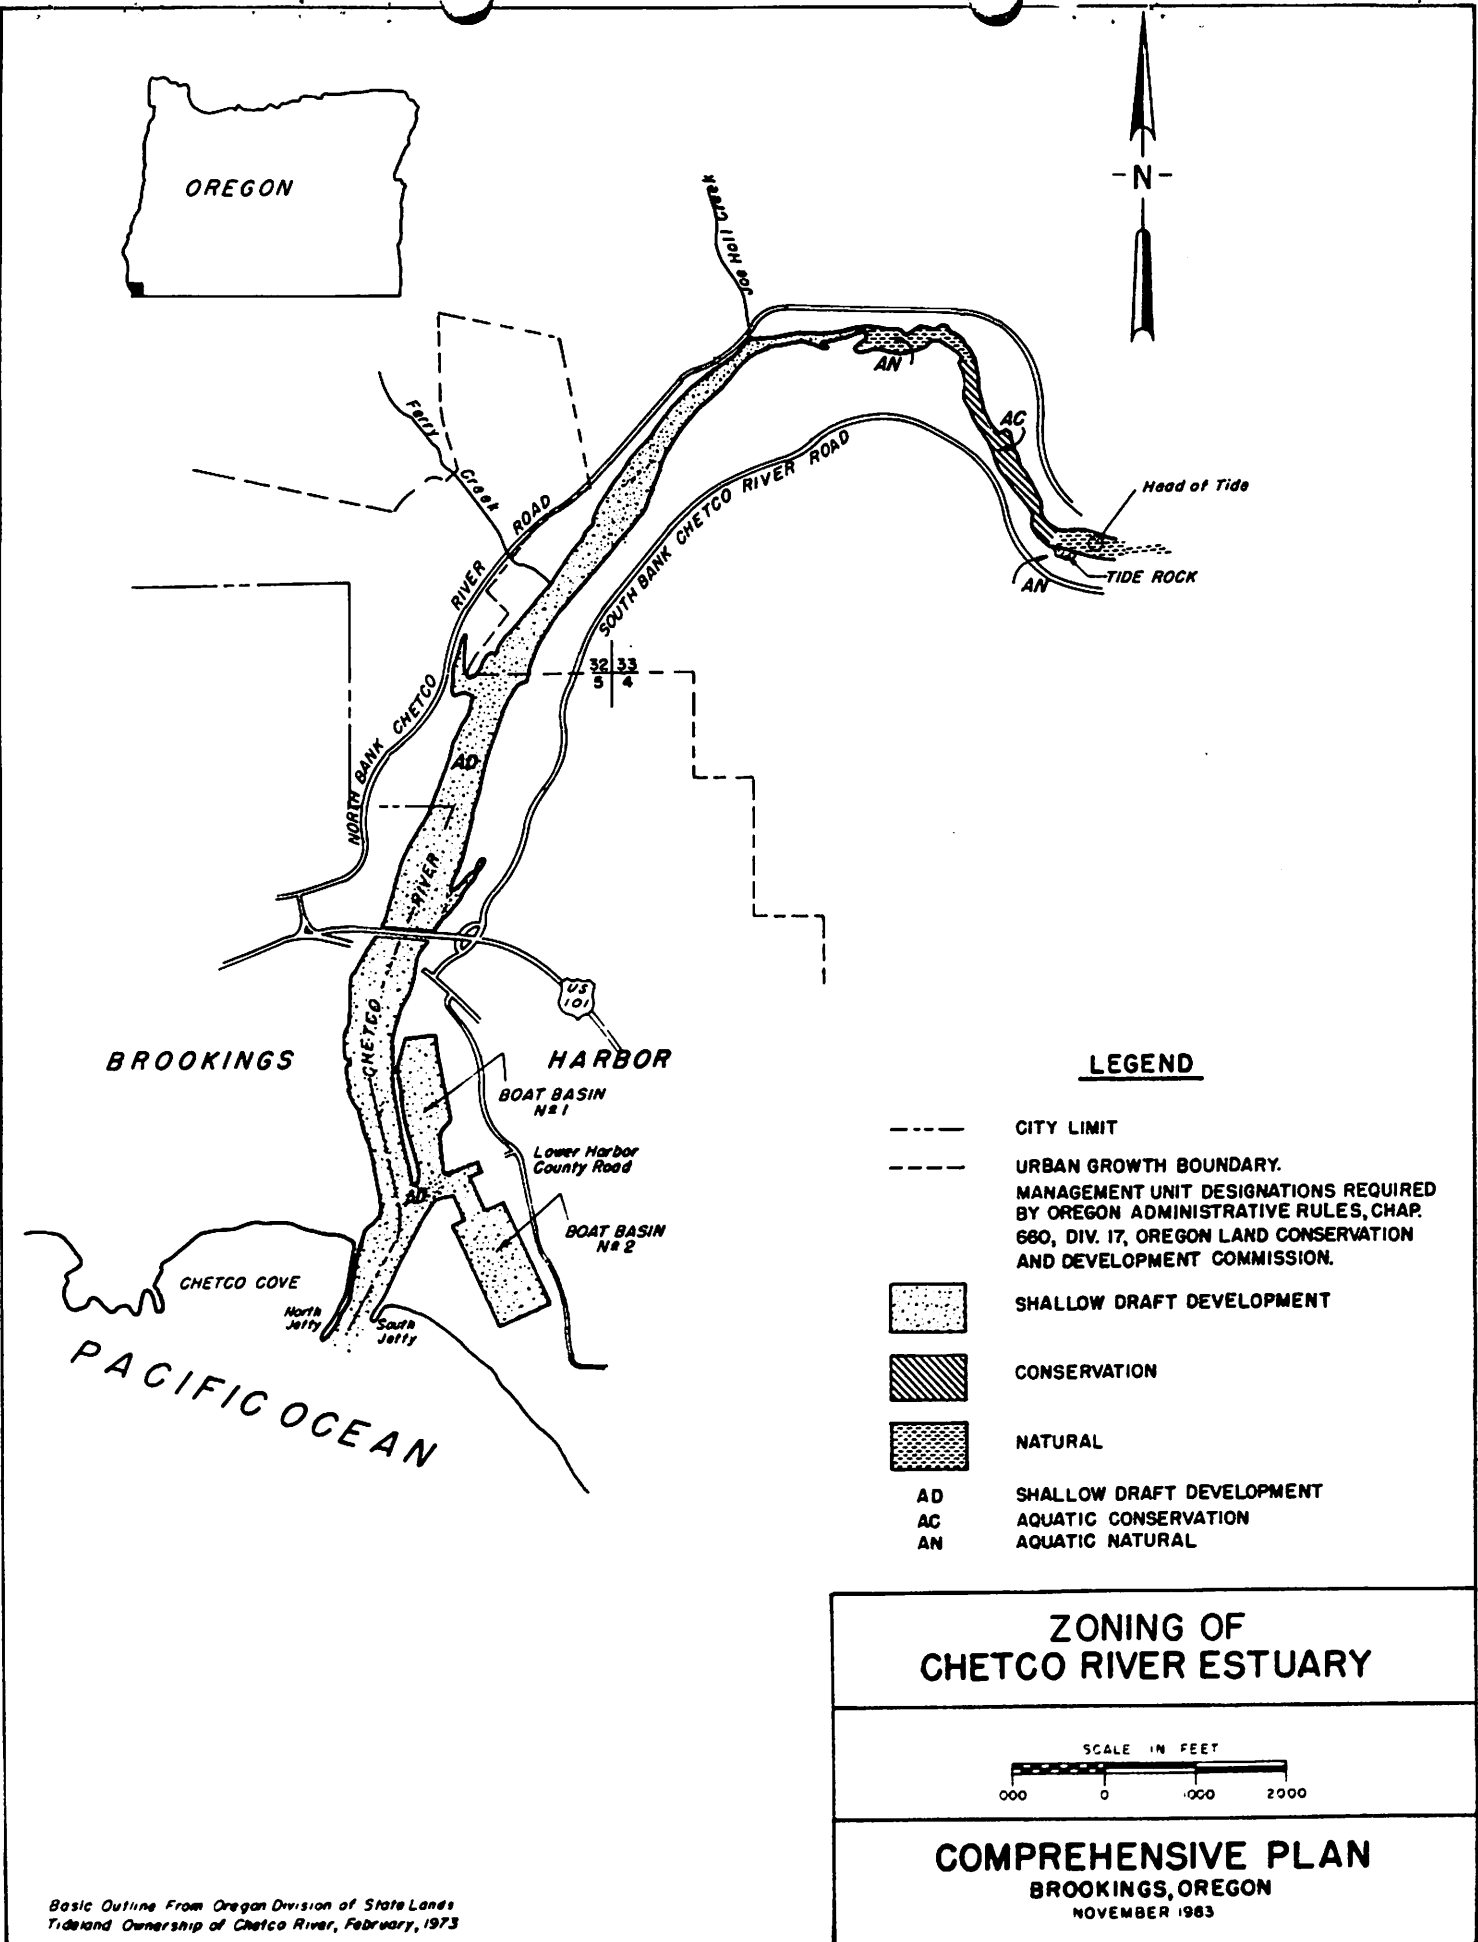 OREGON
- N -
Joe Hall Creek
AN
AC
Ferry
Creek
Head of Tide
NORTH BANK CHETCO RIVER ROAD
SOUTH BANK CHETCO RIVER ROAD
AN
TIDE ROCK
32 33
5 4
AD
CHETCO RIVER
US
101
BROOKINGS
HARBOR
BOAT BASIN
Nº 1
Lower Harbor
County Road
AD
BOAT BASIN
Nº 2
CHETCO COVE
North
Jetty
South
Jetty
PACIFIC OCEAN
LEGEND
CITY LIMIT
URBAN GROWTH BOUNDARY.
MANAGEMENT UNIT DESIGNATIONS REQUIRED
BY OREGON ADMINISTRATIVE RULES, CHAP.
660, DIV. 17, OREGON LAND CONSERVATION
AND DEVELOPMENT COMMISSION.
SHALLOW DRAFT DEVELOPMENT
CONSERVATION
NATURAL
AD SHALLOW DRAFT DEVELOPMENT
AC AQUATIC CONSERVATION
AN AQUATIC NATURAL
ZONING OF
CHETCO RIVER ESTUARY
SCALE IN FEET
000 0 1000 2000
COMPREHENSIVE PLAN
BROOKINGS, OREGON
NOVEMBER 1983
Basic Outline From Oregon Division of State Lands
Tideland Ownership of Chetco River, February, 1973